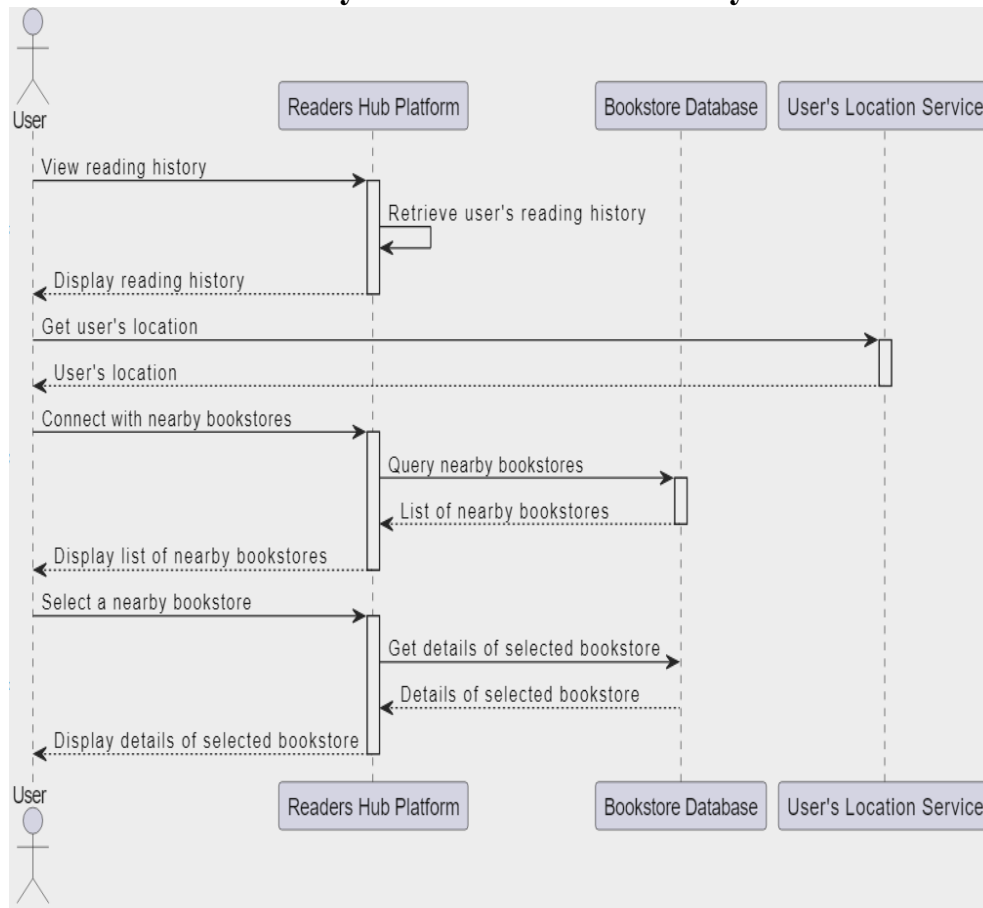 User
Readers Hub Platform
Bookstore Database
User's Location Service
View reading history
Retrieve user's reading history
Display reading history
Get user's location
User's location
Connect with nearby bookstores
Query nearby bookstores
List of nearby bookstores
Display list of nearby bookstores
Select a nearby bookstore
Get details of selected bookstore
Details of selected bookstore
Display details of selected bookstore
User
Readers Hub Platform
Bookstore Database
User's Location Service